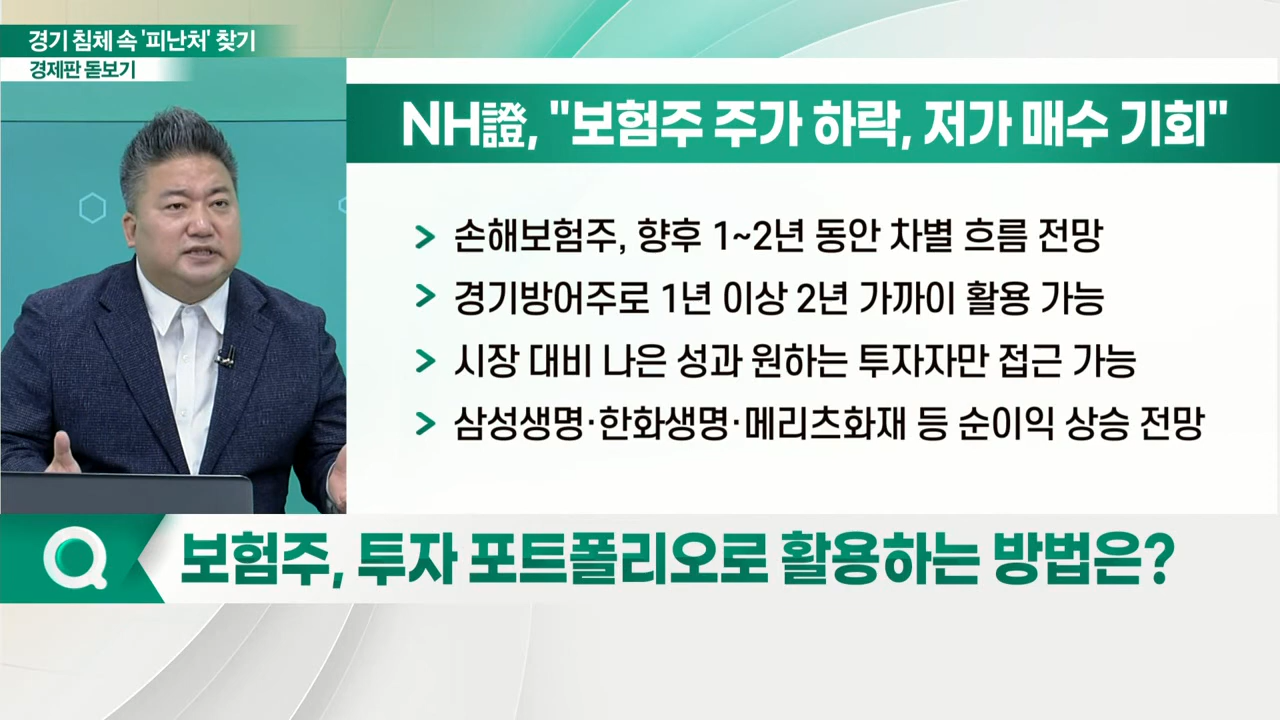 경기 침체 속 '피난처' 찾기
경제판 돋보기
NH證, "보험주 주가 하락, 저가 매수 기회"
> 손해보험주, 향후 1~2년 동안 차별 흐름 전망
> 경기방어주로 1년 이상 2년 가까이 활용 가능
> 시장 대비 나은 성과 원하는 투자자만 접근 가능
> 삼성생명·한화생명·메리츠화재 등 순이익 상승 전망
Q 보험주, 투자 포트폴리오로 활용하는 방법은?